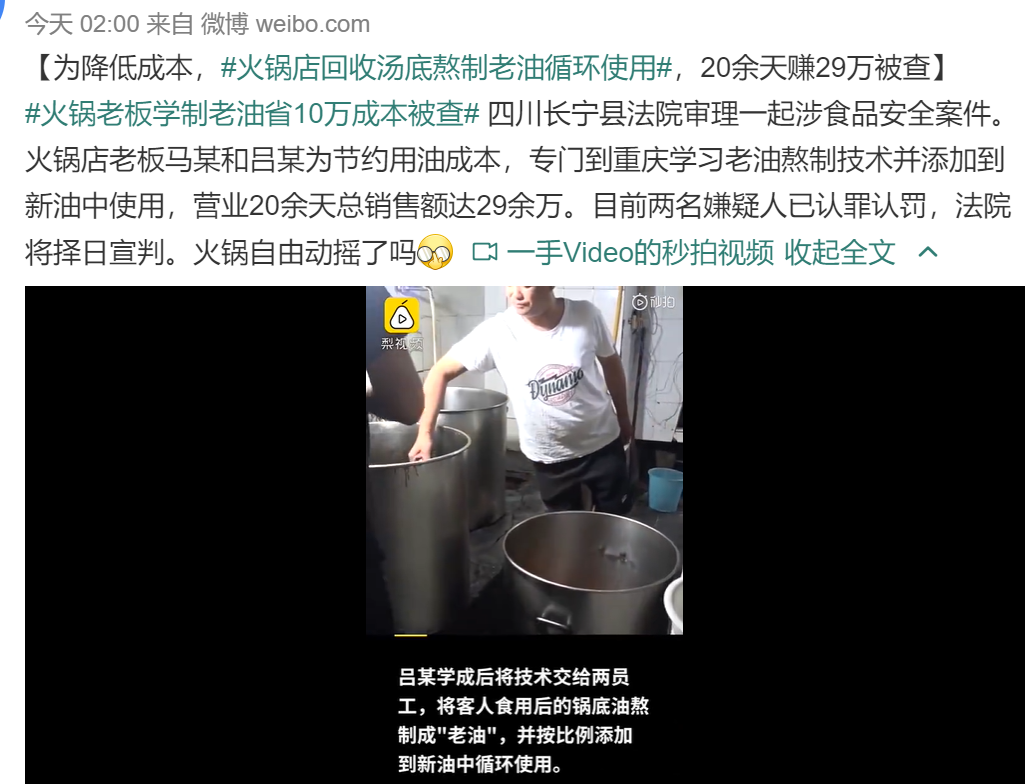 今天 02:00 来自 微博 weibo.com
【为降低成本，#火锅店回收汤底熬制老油循环使用#，20余天赚29万被查】
#火锅老板学制老油省10万成本被查# 四川长宁县法院审理一起涉食品安全案件。
火锅店老板马某和吕某为节约用油成本，专门到重庆学习老油熬制技术并添加到
新油中使用，营业20余天总销售额达29余万。目前两名嫌疑人已认罪认罚，法院
将择日宣判。火锅自由动摇了吗 一手Video的秒拍视频 收起全文
梨视频
秒拍
Dynamo
吕某学成后将技术交给两员
工，将客人食用后的锅底油熬
制成"老油"，并按比例添加
到新油中循环使用。